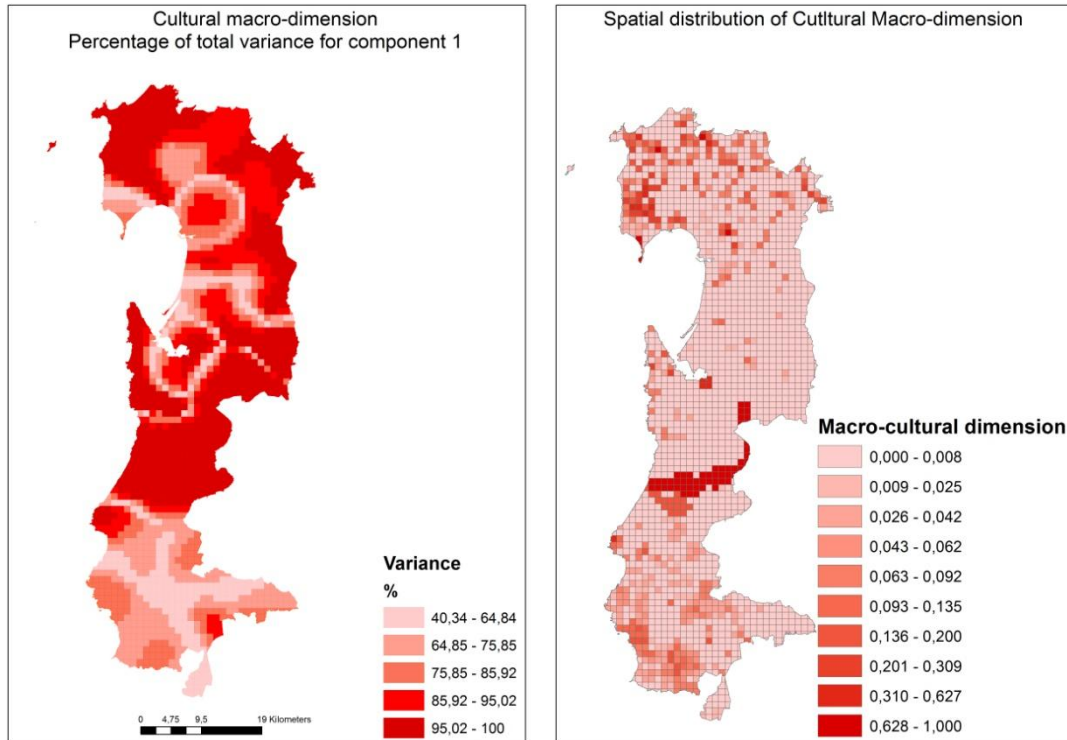 Cultural macro-dimension
Percentage of total variance for component 1
Variance
%
40,34 - 64,84
64,85 - 75,85
75,85 - 85,92
85,92 - 95,02
95,02 - 100
0 4,75 9,5 19 Kilometers
Spatial distribution of Cutltural Macro-dimension
Macro-cultural dimension
0,000 - 0,008
0,009 - 0,025
0,026 - 0,042
0,043 - 0,062
0,063 - 0,092
0,093 - 0,135
0,136 - 0,200
0,201 - 0,309
0,310 - 0,627
0,628 - 1,000